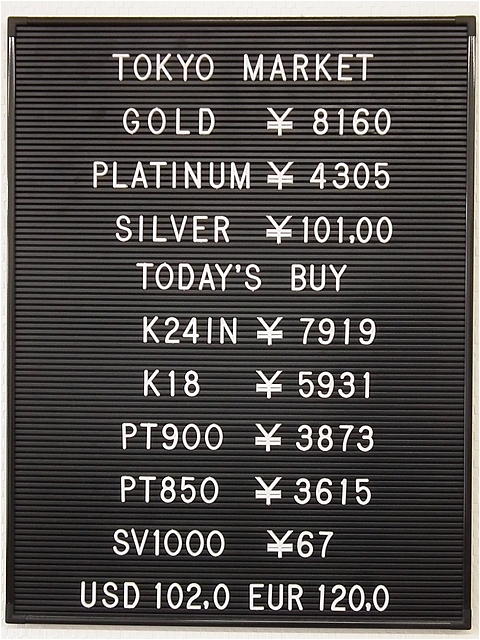 TOKYO MARKET
GOLD ¥ 8160
PLATINUM ¥ 4305
SILVER ¥101,00
TODAY'S BUY
K24IN ¥ 7919
K18 ¥ 5931
PT900 ¥ 3873
PT850 ¥ 3615
SV1000 ¥67
USD 102,0 EUR 120,0